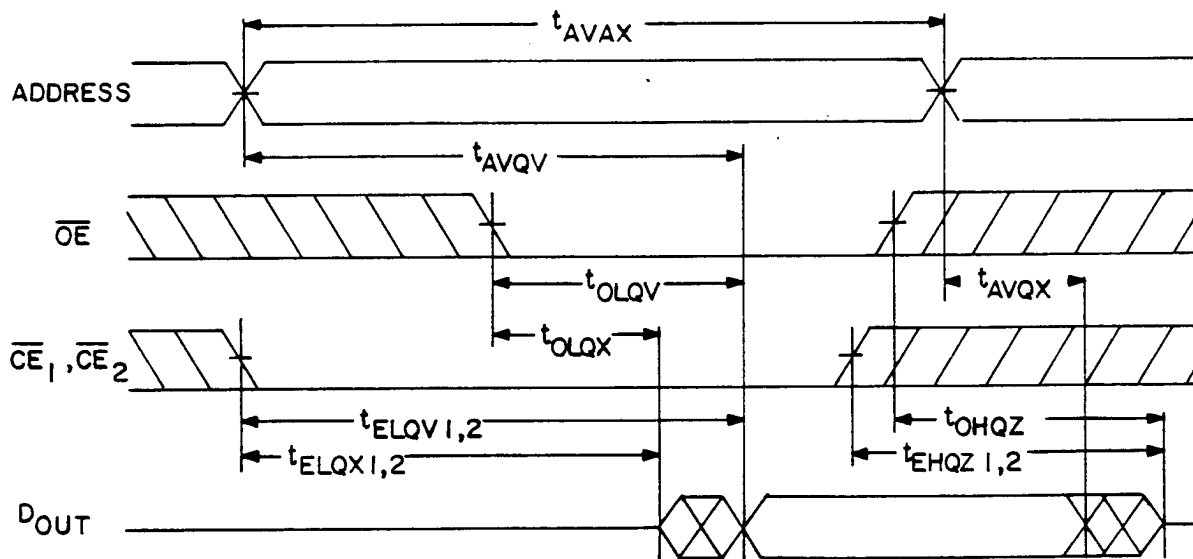 tAVAX
ADDRESS
tAVQV
OE
tOLQV
tAVQX
tOLQX
CE1, CE2
tELQV1,2
tOHQZ
tELQX1,2
tEHQZ1,2
DOUT